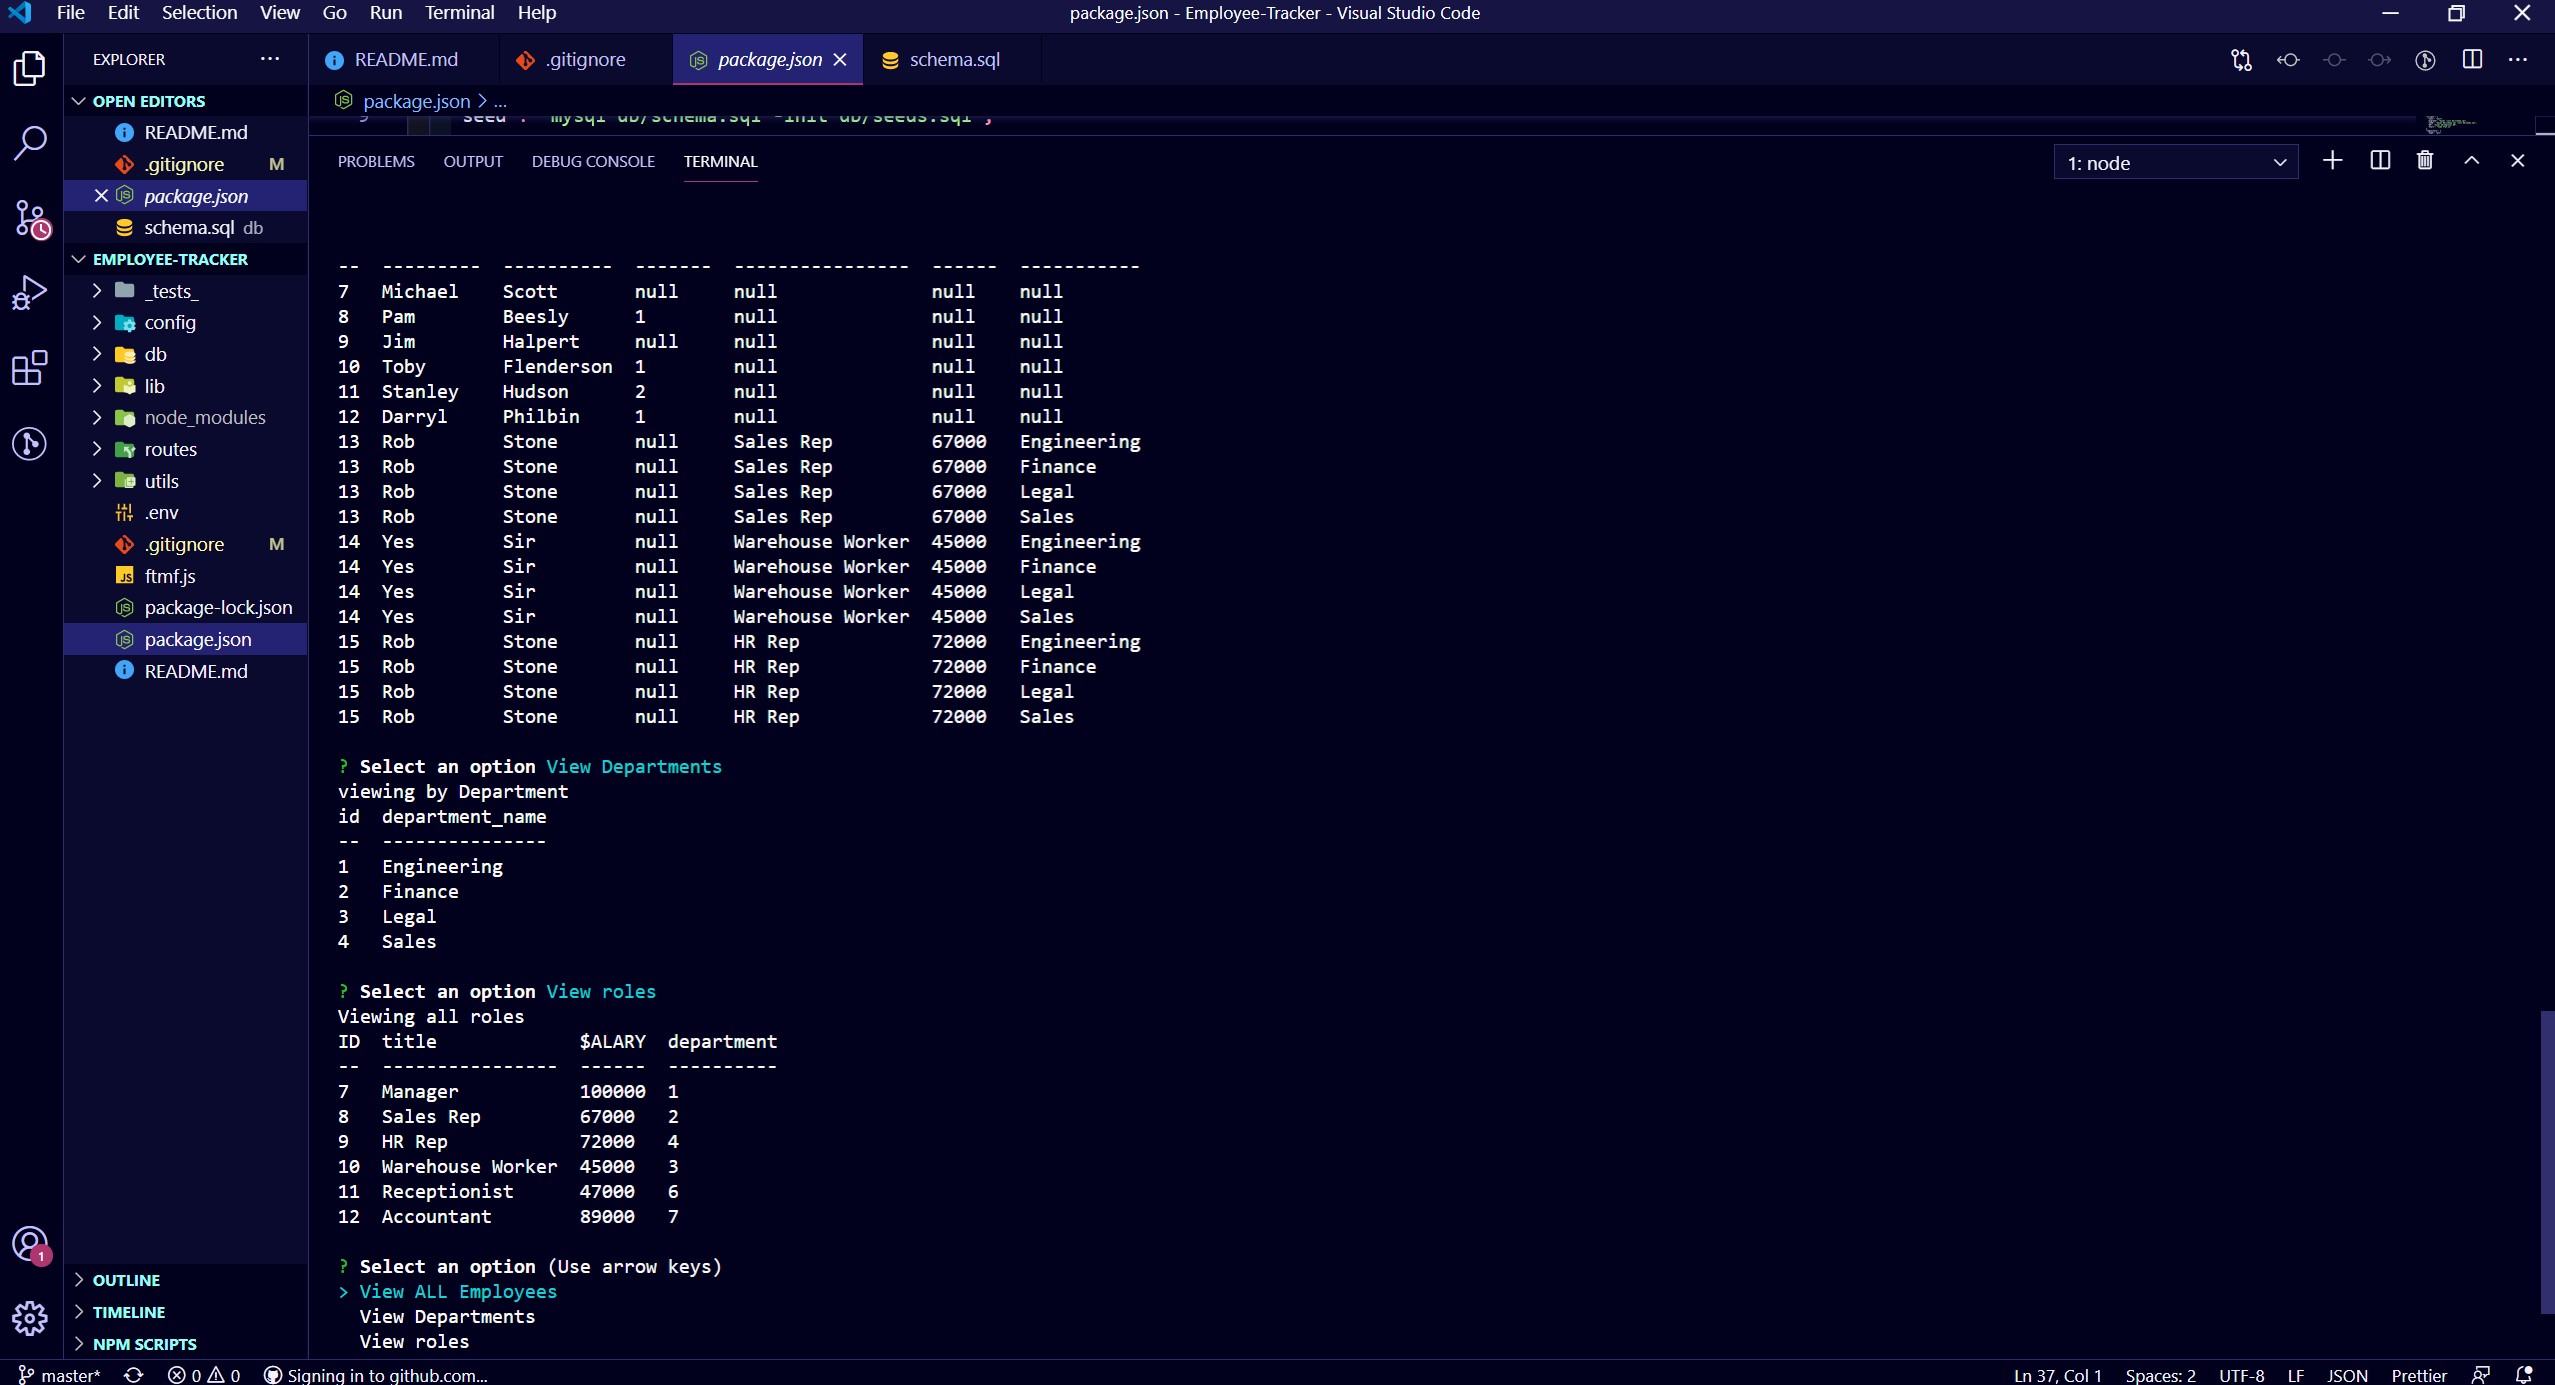 File Edit Selection View Go Run Terminal Help
package.json - Employee-Tracker - Visual Studio Code
EXPLORER
README.md
.gitignore
package.json
schema.sql
OPEN EDITORS
README.md
.gitignore M
package.json
schema.sql db
EMPLOYEE-TRACKER
_tests_
config
db
lib
node_modules
routes
utils
.env
.gitignore M
ftmf.js
package-lock.json
package.json
README.md
OUTLINE
TIMELINE
NPM SCRIPTS
package.json > ...
9 seed : mysql db/schema.sql -init db/seeds.sql ,
PROBLEMS OUTPUT DEBUG CONSOLE TERMINAL
1: node
-- --------- ---------- ------- ---------------- ------ -----------
7 Michael Scott null null null null
8 Pam Beesly 1 null null null
9 Jim Halpert null null null null
10 Toby Flenderson 1 null null null
11 Stanley Hudson 2 null null null
12 Darryl Philbin 1 null null null
13 Rob Stone null Sales Rep 67000 Engineering
13 Rob Stone null Sales Rep 67000 Finance
13 Rob Stone null Sales Rep 67000 Legal
13 Rob Stone null Sales Rep 67000 Sales
14 Yes Sir null Warehouse Worker 45000 Engineering
14 Yes Sir null Warehouse Worker 45000 Finance
14 Yes Sir null Warehouse Worker 45000 Legal
14 Yes Sir null Warehouse Worker 45000 Sales
15 Rob Stone null HR Rep 72000 Engineering
15 Rob Stone null HR Rep 72000 Finance
15 Rob Stone null HR Rep 72000 Legal
15 Rob Stone null HR Rep 72000 Sales
? Select an option View Departments
viewing by Department
id department_name
-- ---------------
1 Engineering
2 Finance
3 Legal
4 Sales
? Select an option View roles
Viewing all roles
ID title $ALARY department
-- ---------------- ------ ----------
7 Manager 100000 1
8 Sales Rep 67000 2
9 HR Rep 72000 4
10 Warehouse Worker 45000 3
11 Receptionist 47000 6
12 Accountant 89000 7
? Select an option (Use arrow keys)
> View ALL Employees
View Departments
View roles
1
master* 0 0 Signing in to github.com...
Ln 37, Col 1 Spaces: 2 UTF-8 LF JSON Prettier